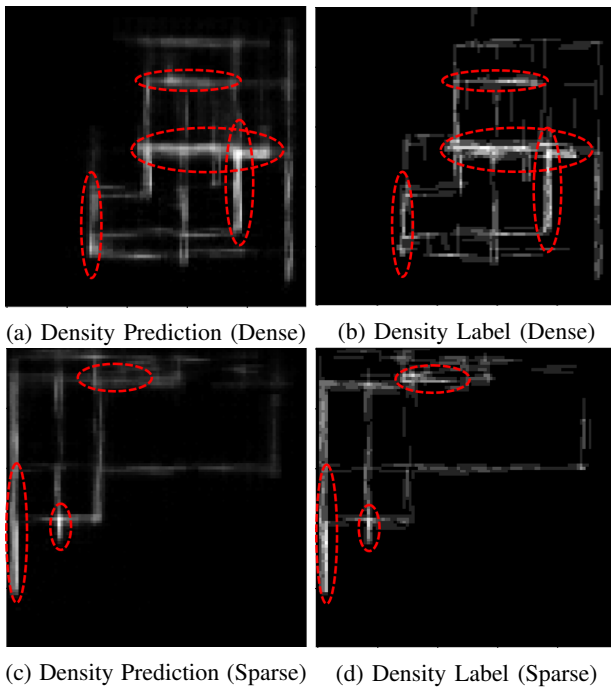 (a) Density Prediction (Dense)
(b) Density Label (Dense)
(c) Density Prediction (Sparse)
(d) Density Label (Sparse)